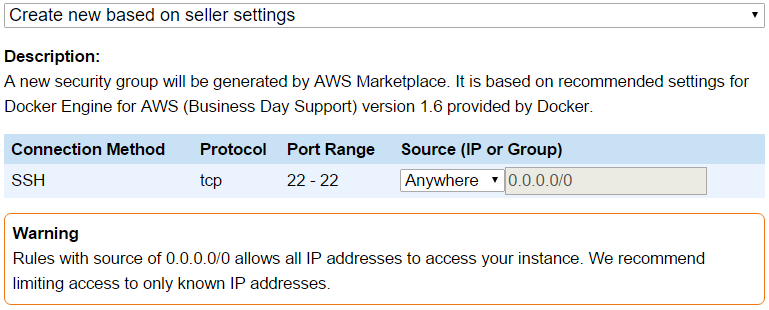 Create new based on seller settings
Description:
A new security group will be generated by AWS Marketplace. It is based on recommended settings for
Docker Engine for AWS (Business Day Support) version 1.6 provided by Docker.
Connection Method Protocol Port Range Source (IP or Group)
SSH tcp 22 - 22 Anywhere 0.0.0.0/0
Warning
Rules with source of 0.0.0.0/0 allows all IP addresses to access your instance. We recommend
limiting access to only known IP addresses.